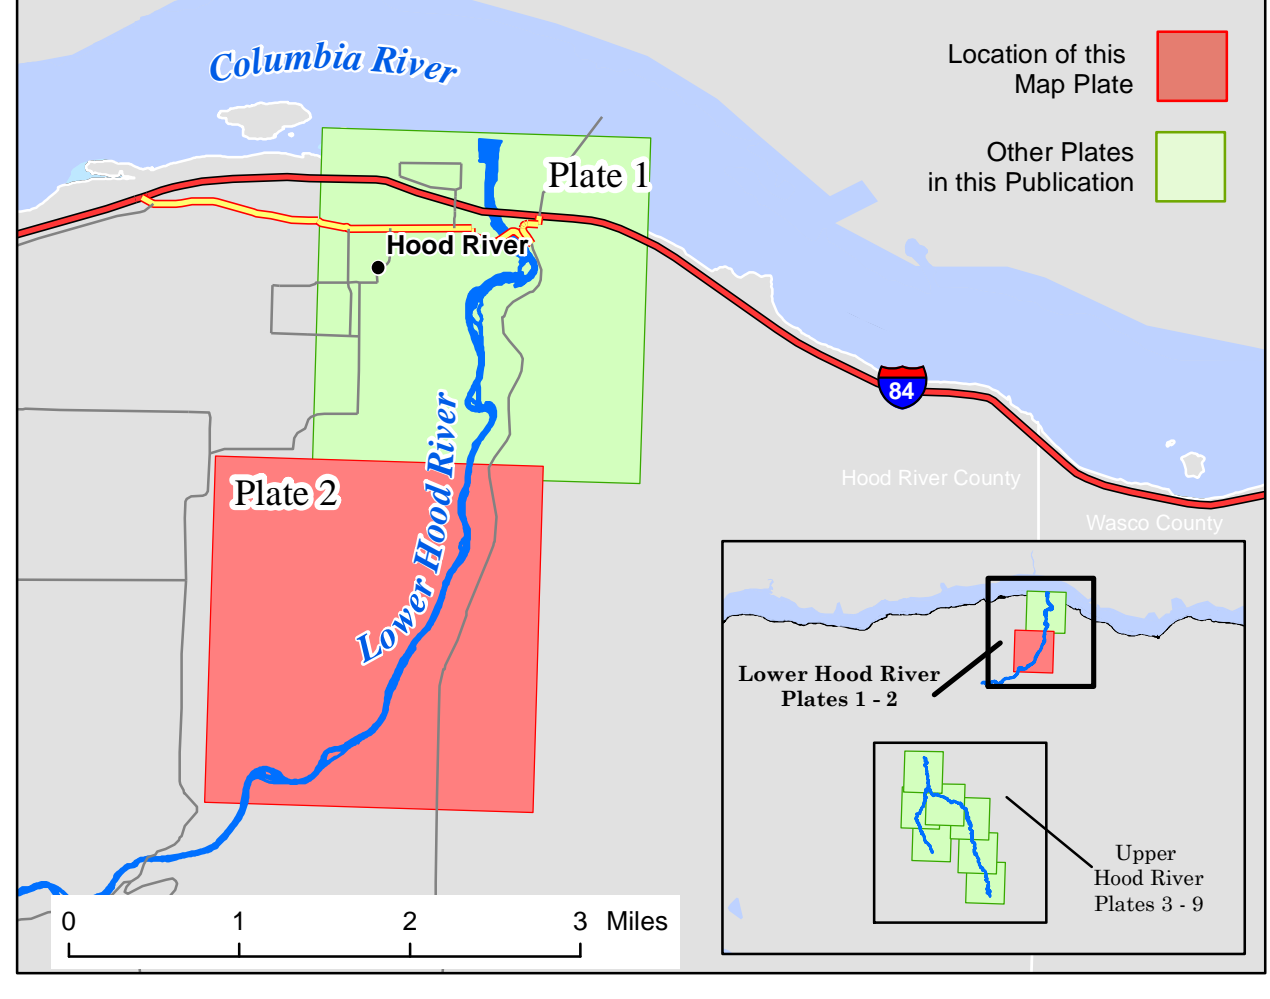 Columbia River
Location of this
Map Plate
Other Plates
in this Publication
Plate 1
Hood River
84
Lower Hood River
Plate 2
Hood River County
Wasco County
Lower Hood River
Plates 1 - 2
Upper
Hood River
Plates 3 - 9
0 1 2 3 Miles